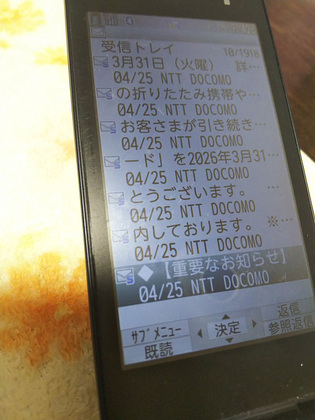 受信トレイ 18/1918
3月31日（火曜） 詳…
04/25 NTT DOCOMO
の折りたたみ携帯や…
04/25 NTT DOCOMO
お客さまが引き続き…
04/25 NTT DOCOMO
ード」を2026年3月31…
04/25 NTT DOCOMO
とうございます。 …
04/25 NTT DOCOMO
内しております。 ※…
04/25 NTT DOCOMO
◆【重要なお知らせ】
04/25 NTT DOCOMO
ｻﾌﾞﾒﾆｭｰ 決定 返信
既読 参照返信